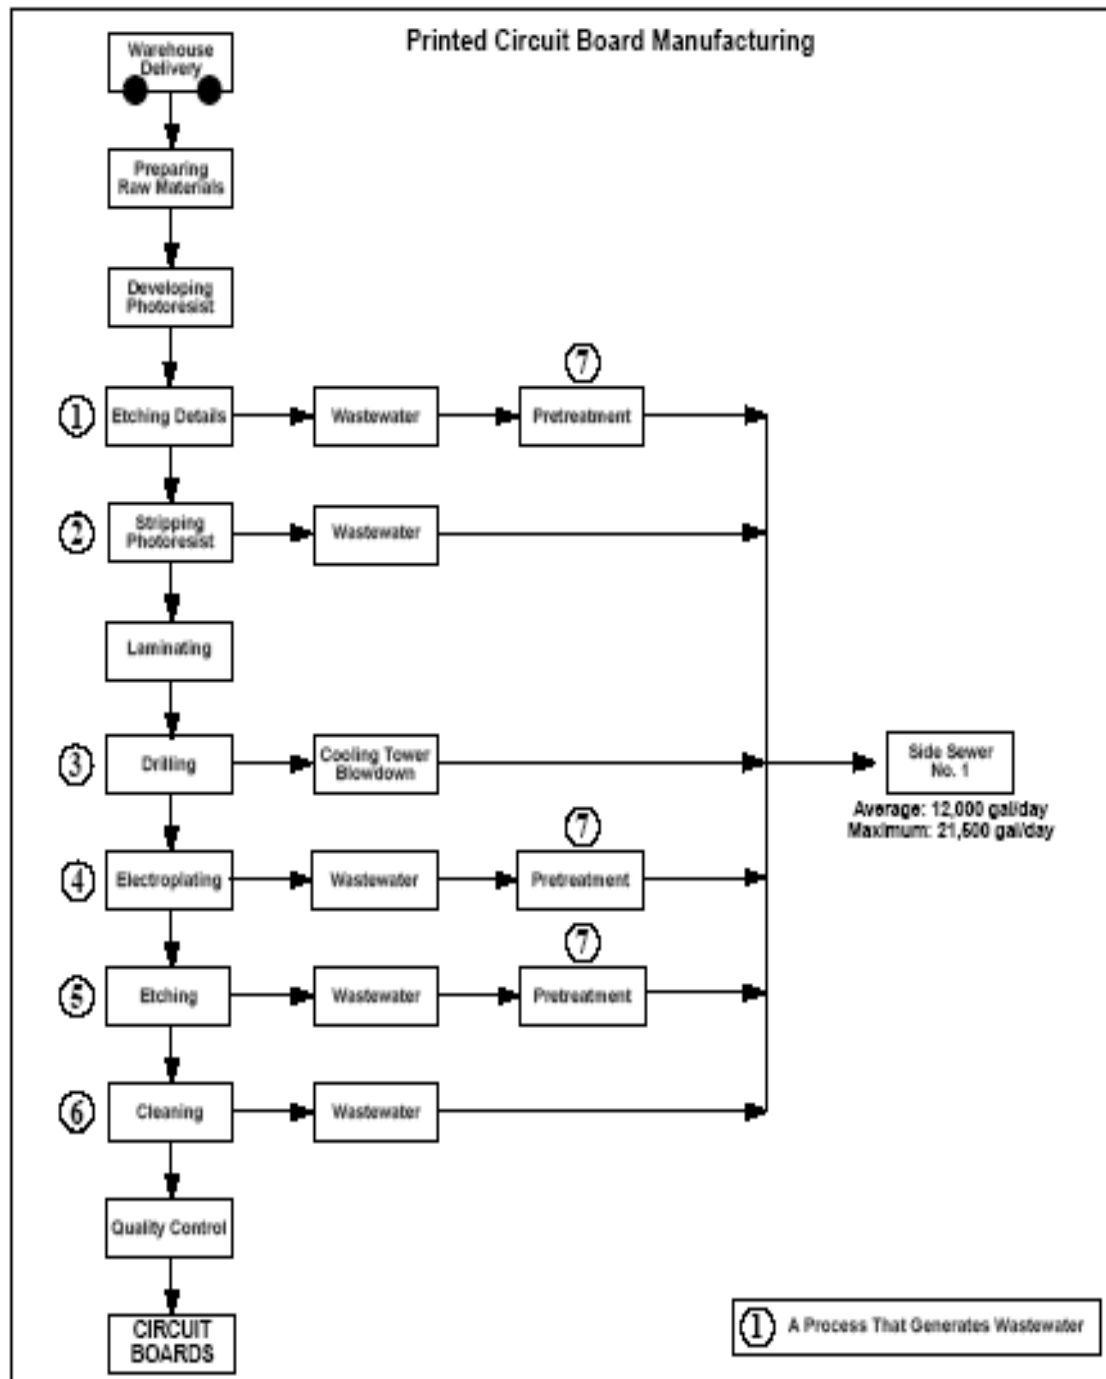 Printed Circuit Board Manufacturing
Warehouse
Delivery
Preparing
Raw Materials
Developing
Photoresist
7
1
Etching Details
Wastewater
Pretreatment
2
Stripping
Photoresist
Wastewater
Laminating
3
Drilling
Cooling Tower
Blowdown
Side Sewer
No. 1
Average: 12,000 gal/day
Maximum: 21,500 gal/day
7
4
Electroplating
Wastewater
Pretreatment
7
5
Etching
Wastewater
Pretreatment
6
Cleaning
Wastewater
Quality Control
CIRCUIT
BOARDS
1
A Process That Generates Wastewater